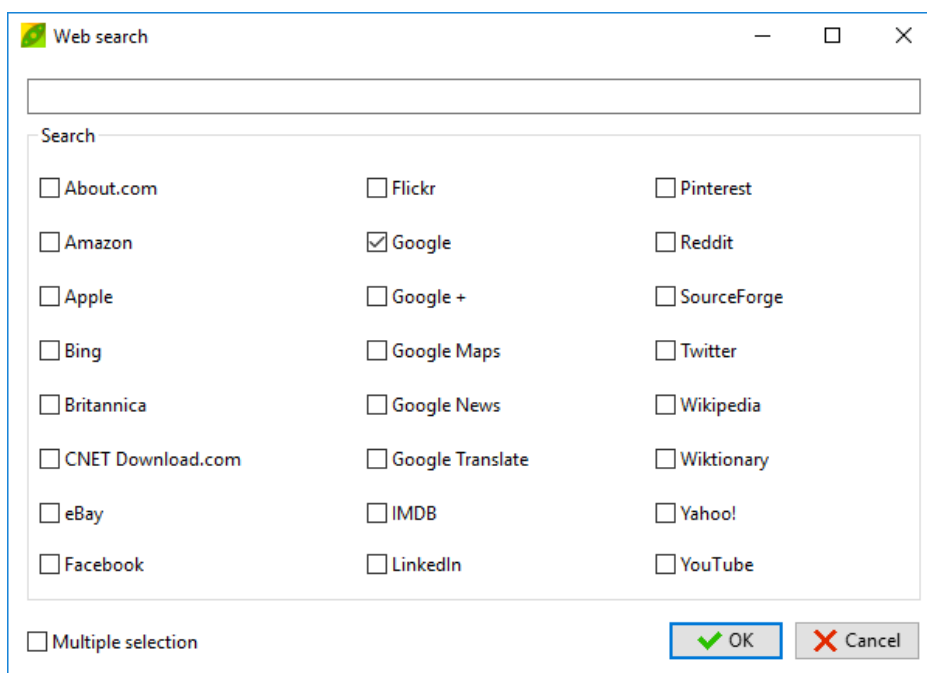 Web search
Search
About.com Flickr Pinterest
Amazon Google Reddit
Apple Google + SourceForge
Bing Google Maps Twitter
Britannica Google News Wikipedia
CNET Download.com Google Translate Wiktionary
eBay IMDB Yahoo!
Facebook LinkedIn YouTube
Multiple selection OK Cancel